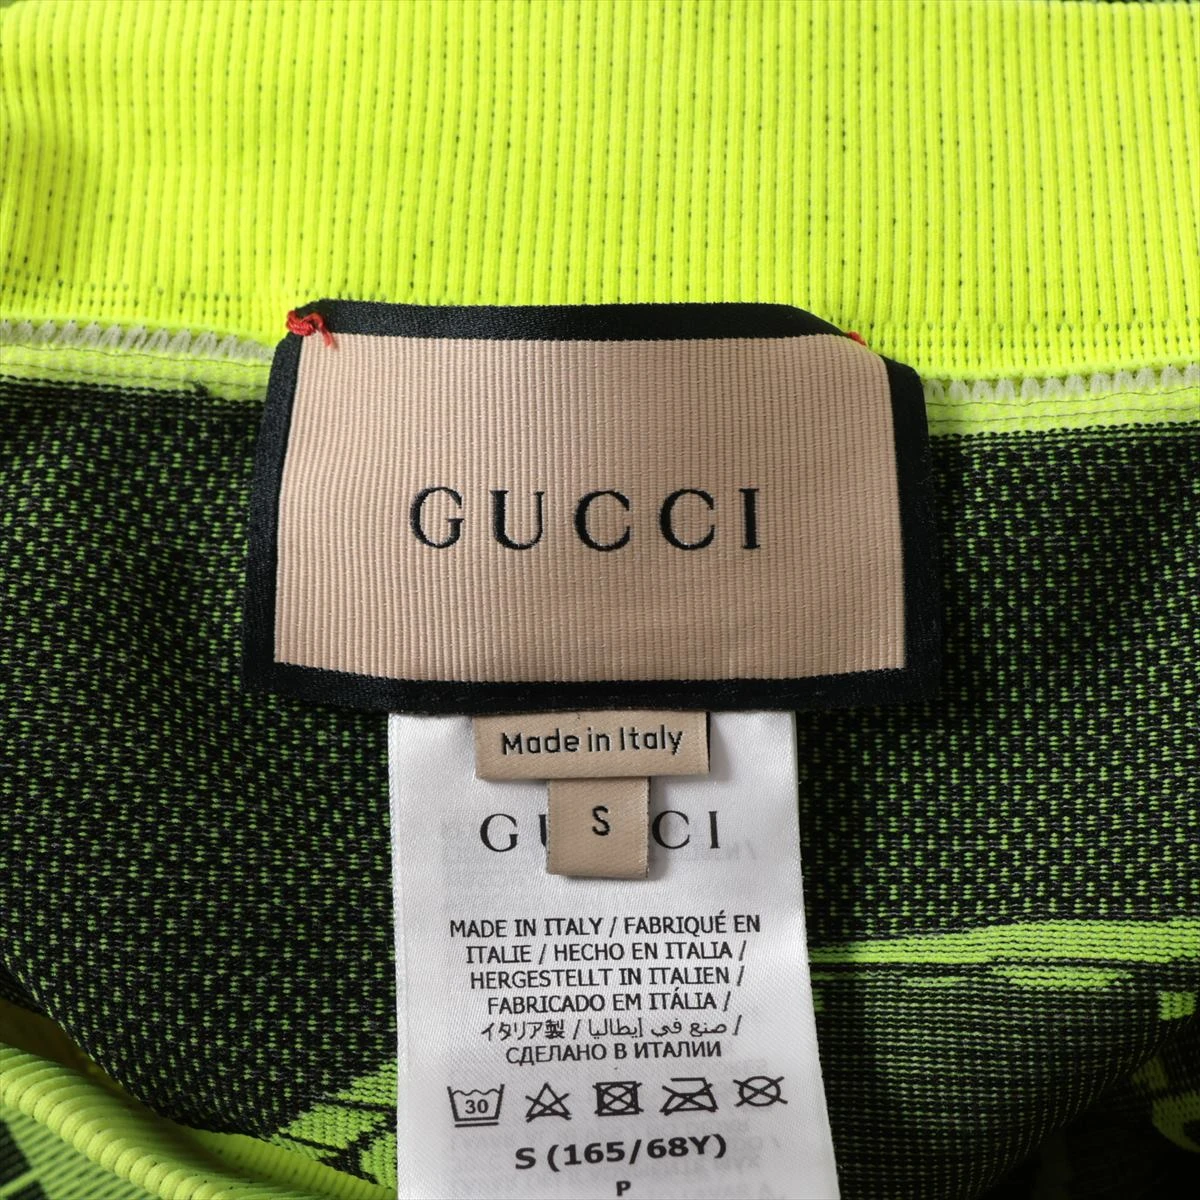 GUCCI
Made in Italy
S
GU CCI
MADE IN ITALY / FABRIQUÉ EN
ITALIE / HECHO EN ITALIA /
HERGESTELLT IN ITALIEN /
FABRICADO EM ITÁLIA /
イタリア製 / صنع في إيطاليا /
СДЕЛАНО В ИТАЛИИ
30
S (165/68Y)
P